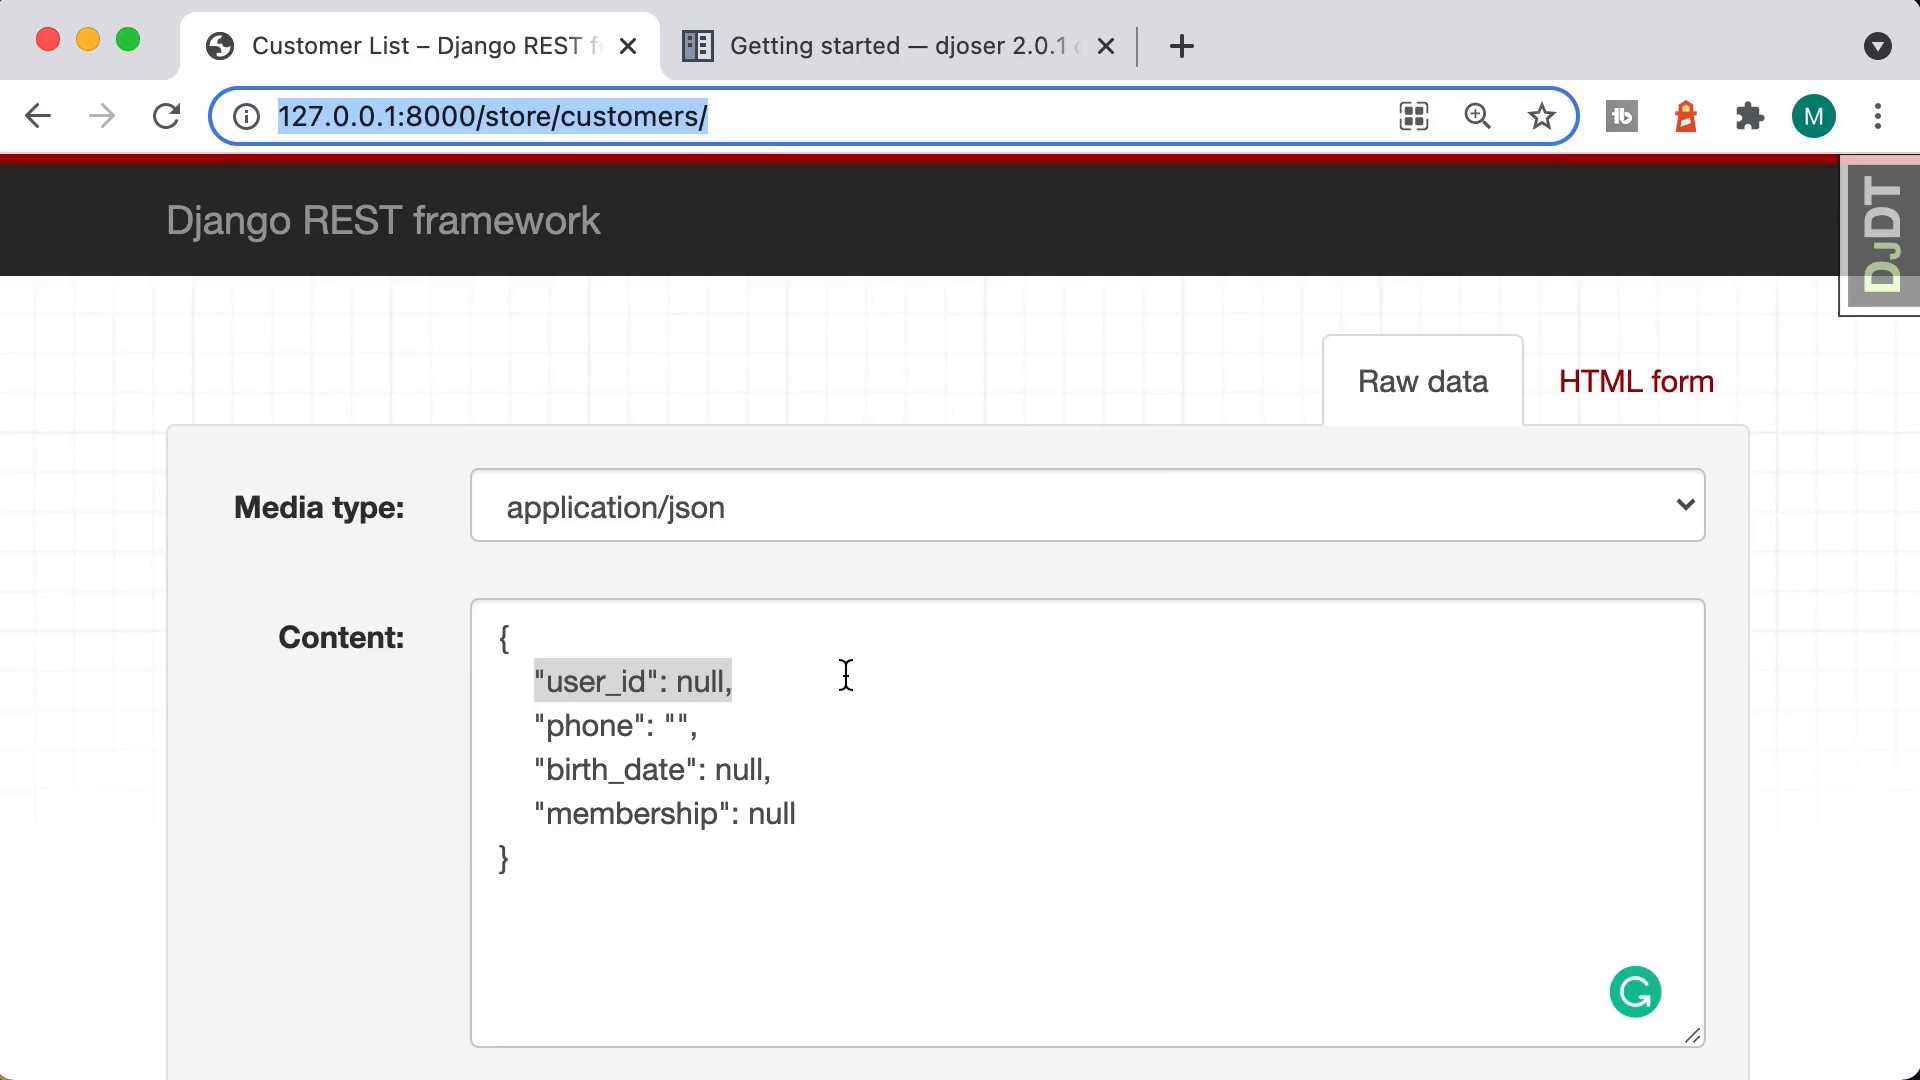 Customer List – Django REST f
Getting started — djoser 2.0.1
127.0.0.1:8000/store/customers/
M
Django REST framework
DJDT
Raw data
HTML form
Media type:
application/json
Content:
{
"user_id": null,
"phone": "",
"birth_date": null,
"membership": null
}